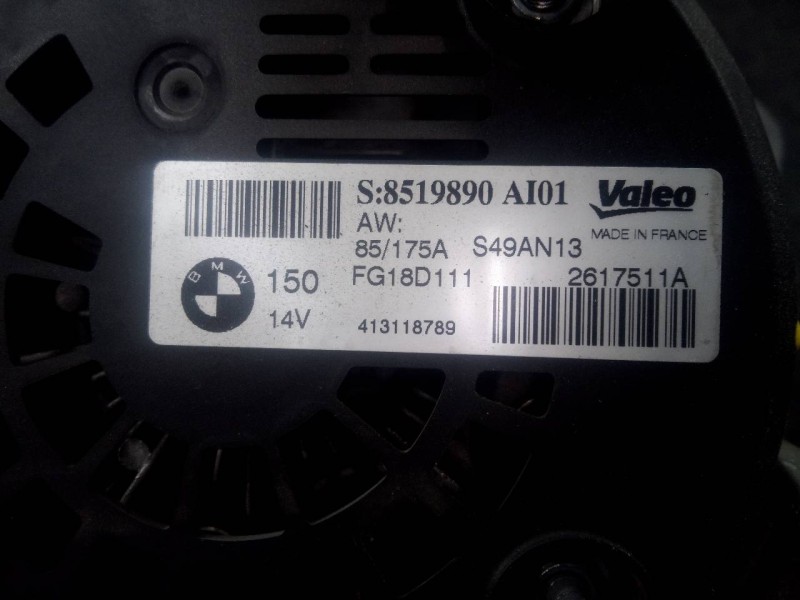 S:8519890 AI01 Valeo
AW: MADE IN FRANCE
85/175A S49AN13
BMW 150 FG18D111 2617511A
14V 413118789